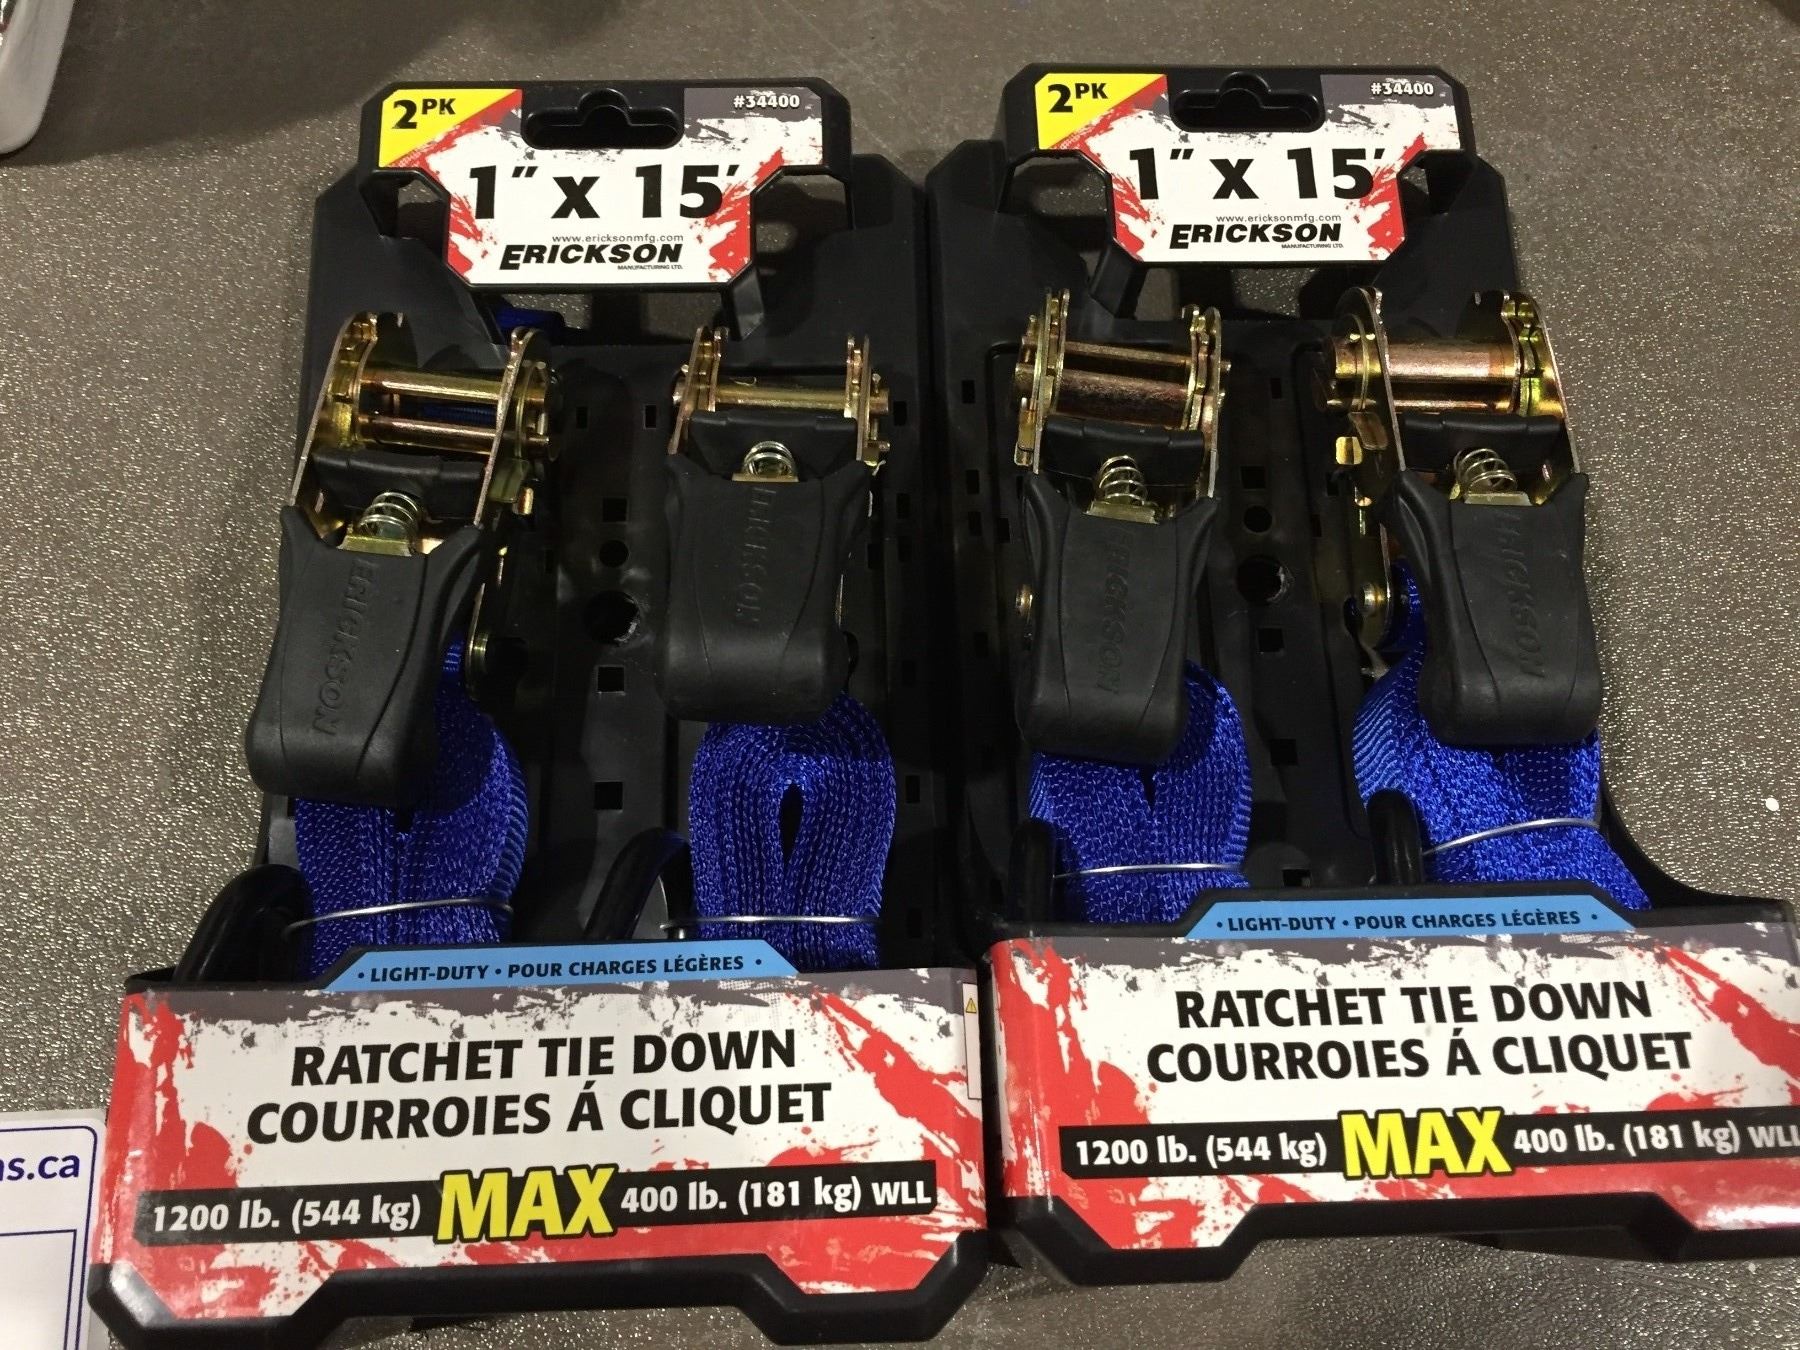 2PK
#34400
1" x 15'
www.ericksonmfg.com
ERICKSON
MANUFACTURING LTD.
ERICKSON
ERICKSON
• LIGHT-DUTY • POUR CHARGES LÉGÈRES •
RATCHET TIE DOWN
COURROIES Á CLIQUET
1200 lb. (544 kg) MAX 400 lb. (181 kg) WLL
2PK
#34400
1" x 15'
www.ericksonmfg.com
ERICKSON
MANUFACTURING LTD.
ERICKSON
ERICKSON
• LIGHT-DUTY • POUR CHARGES LÉGÈRES •
RATCHET TIE DOWN
COURROIES Á CLIQUET
1200 lb. (544 kg) MAX 400 lb. (181 kg) WLL
s.ca